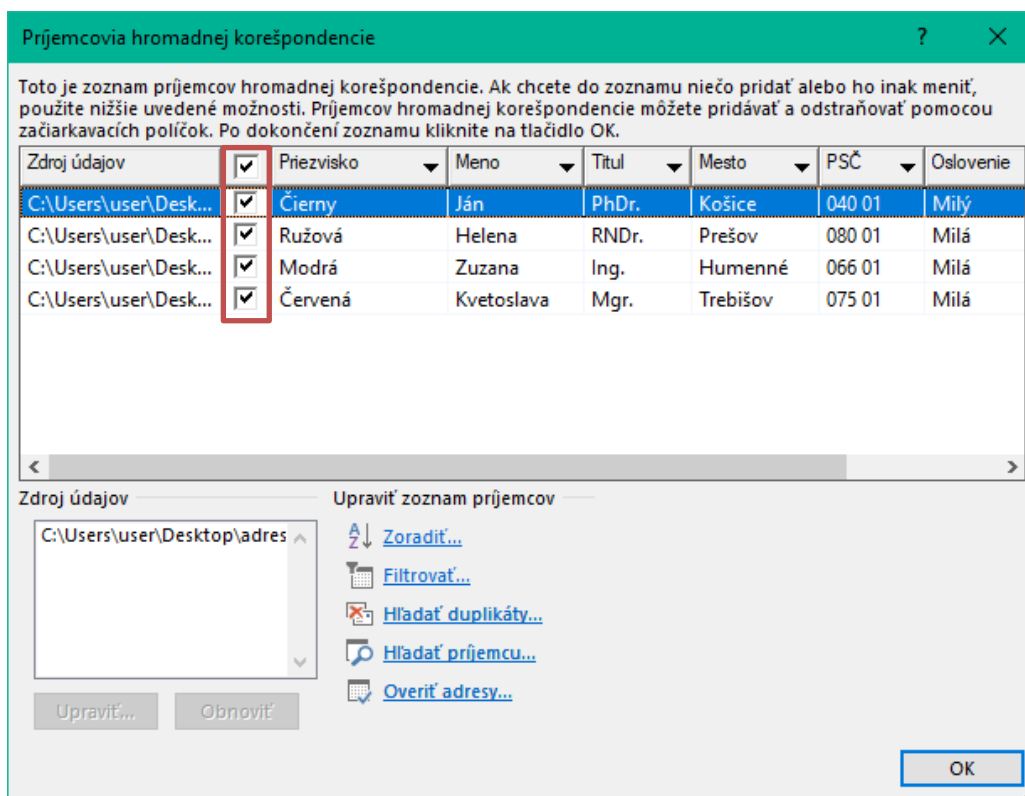 Príjemcovia hromadnej korešpondencie
Toto je zoznam príjemcov hromadnej korešpondencie. Ak chcete do zoznamu niečo pridať alebo ho inak meniť,
použite nižšie uvedené možnosti. Príjemcov hromadnej korešpondencie môžete pridávať a odstraňovať pomocou
začiarkavacích políčok. Po dokončení zoznamu kliknite na tlačidlo OK.
Zdroj údajov Priezvisko Meno Titul Mesto PSČ Oslovenie
C:\Users\user\Desk... Čierny Ján PhDr. Košice 040 01 Milý
C:\Users\user\Desk... Ružová Helena RNDr. Prešov 080 01 Milá
C:\Users\user\Desk... Modrá Zuzana Ing. Humenné 066 01 Milá
C:\Users\user\Desk... Červená Kvetoslava Mgr. Trebišov 075 01 Milá
Zdroj údajov
C:\Users\user\Desktop\adres
Upraviť... Obnoviť
Upraviť zoznam príjemcov
Zoradiť...
Filtrovať...
Hľadať duplikáty...
Hľadať príjemcu...
Overiť adresy...
OK